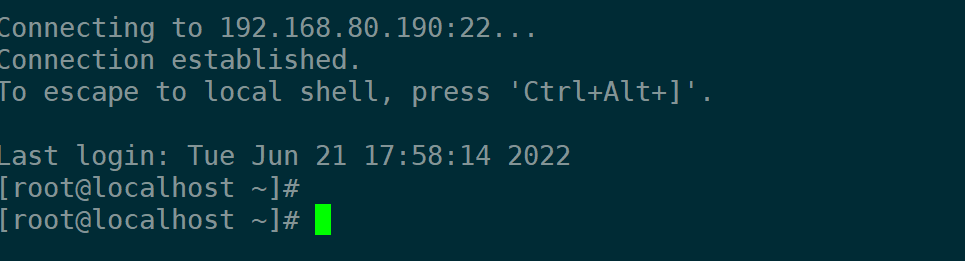 Connecting to 192.168.80.190:22...
Connection established.
To escape to local shell, press 'Ctrl+Alt+]'.
Last login: Tue Jun 21 17:58:14 2022
[root@localhost ~]#
[root@localhost ~]#